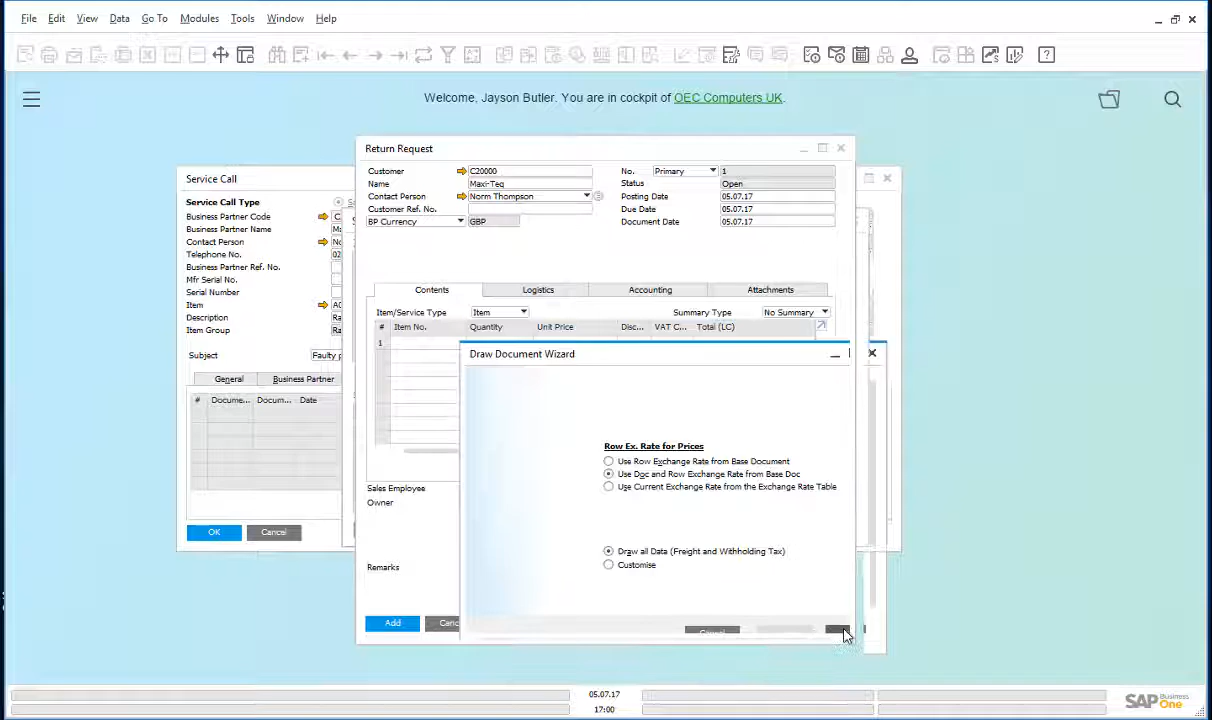 File Edit View Data Go To Modules Tools Window Help
Welcome, Jayson Butler. You are in cockpit of OEC Computers UK.
Return Request
Customer C20000 No. Primary 1
Name Maxi-Teq Status Open
Contact Person Norm Thompson Posting Date 05.07.17
Customer Ref. No. Due Date 05.07.17
BP Currency GBP Document Date 05.07.17
Contents Logistics Accounting Attachments
Item/Service Type Item Summary Type No Summary
# Item No. Quantity Unit Price Disc... VAT C... Total (LC)
1
Sales Employee
Owner
Remarks
Add
Service Call
Service Call Type
Business Partner Code
Business Partner Name
Contact Person
Telephone No. 02
Business Partner Ref. No.
Mfr Serial No.
Serial Number
Item
Description Ra
Item Group Ra
Subject Faulty p
General Business Partner
# Docume... Docum... Date
OK Cancel
Draw Document Wizard
Row Ex. Rate for Prices
Use Row Exchange Rate from Base Document
Use Doc and Row Exchange Rate from Base Doc
Use Current Exchange Rate from the Exchange Rate Table
Draw all Data (Freight and Withholding Tax)
Customise
05.07.17
17:00
SAP Business One